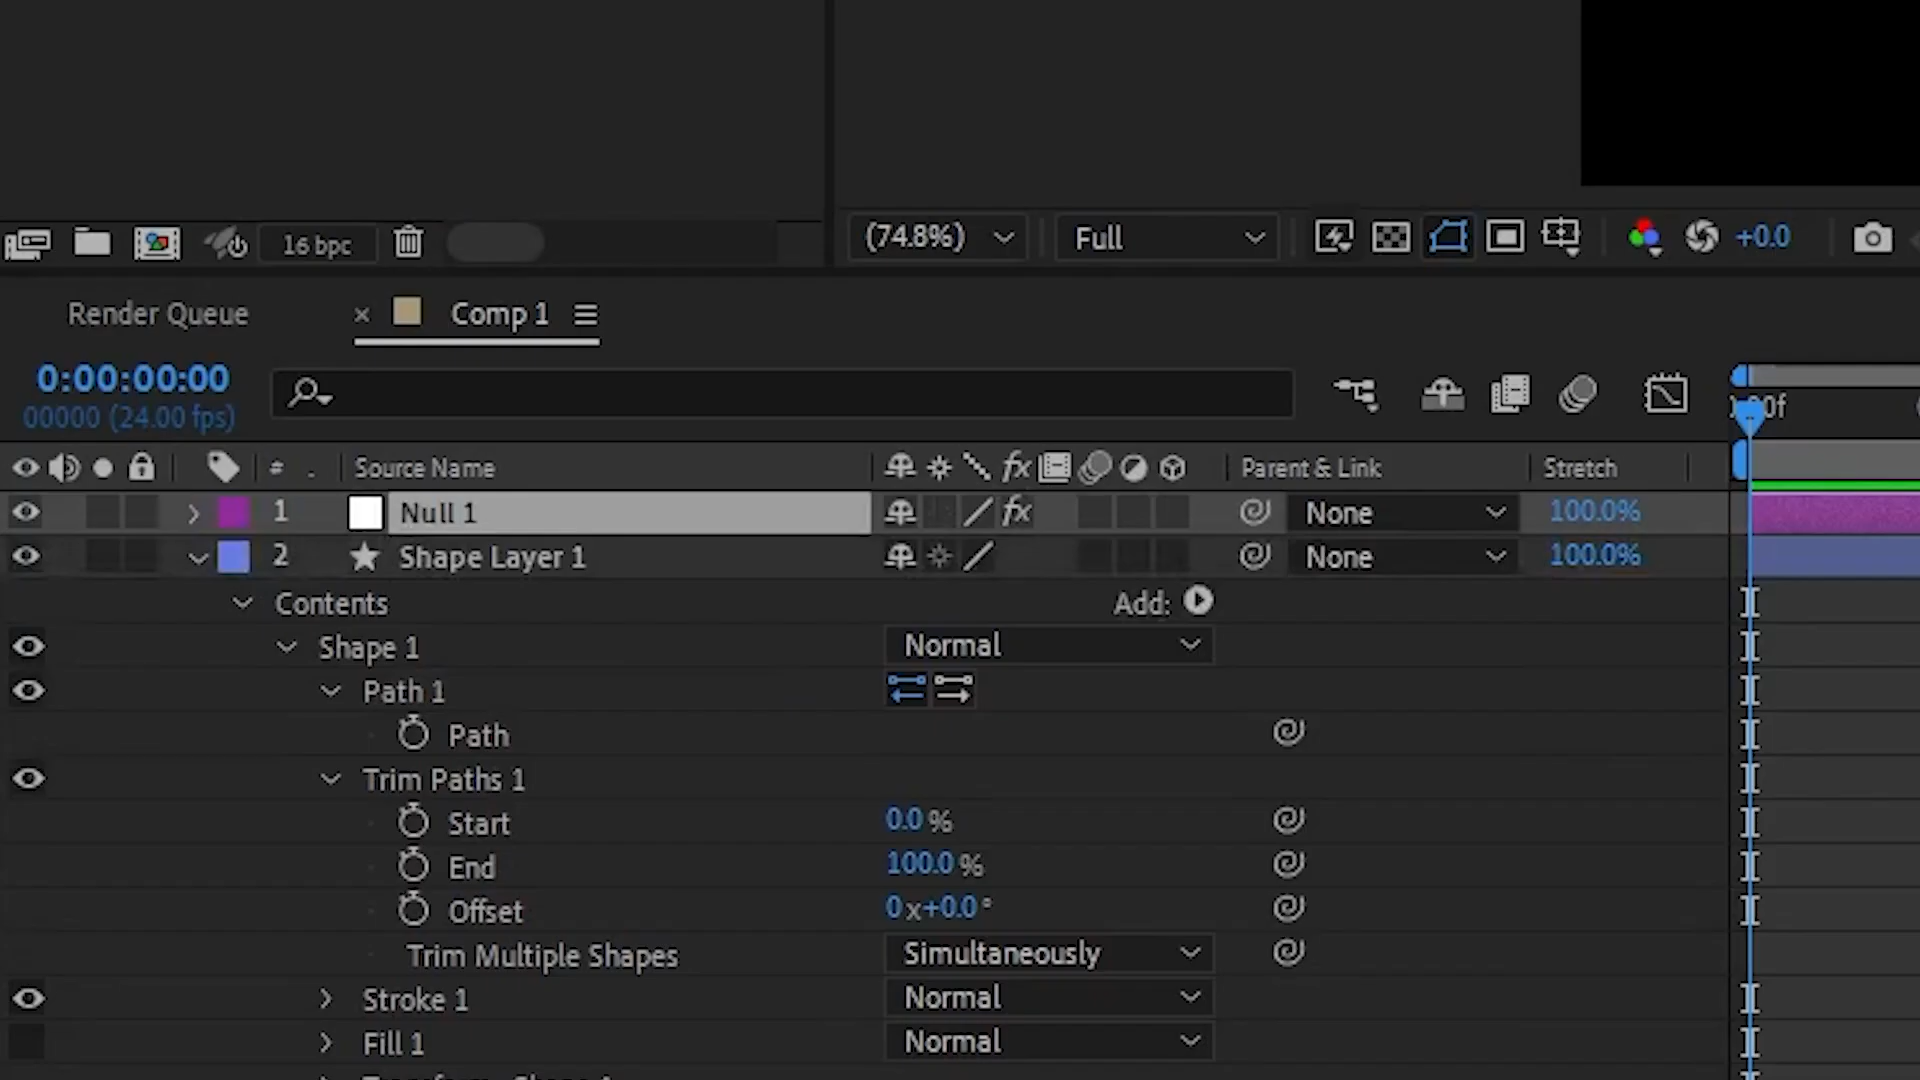 16 bpc
(74.8%)
Full
+0.0
Render Queue
× Comp 1
0:00:00:00
00000 (24.00 fps)
# . Source Name
fx
Parent & Link
Stretch
1 Null 1
fx
None
100.0%
2 Shape Layer 1
None
100.0%
Contents
Add:
Shape 1
Normal
Path 1
Path
Trim Paths 1
Start
0.0 %
End
100.0 %
Offset
0 x+0.0 °
Trim Multiple Shapes
Simultaneously
Stroke 1
Normal
Fill 1
Normal